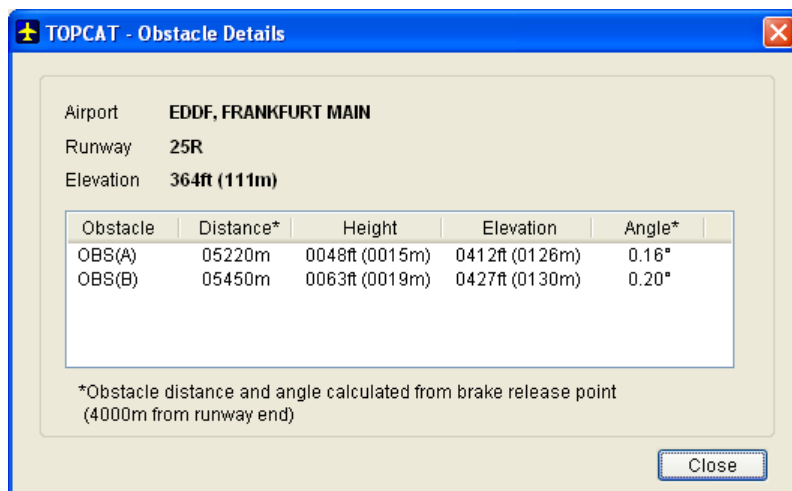 TOPCAT - Obstacle Details
Airport EDDF, FRANKFURT MAIN
Runway 25R
Elevation 364ft (111m)
Obstacle Distance* Height Elevation Angle*
OBS(A) 05220m 0048ft (0015m) 0412ft (0126m) 0.16°
OBS(B) 05450m 0063ft (0019m) 0427ft (0130m) 0.20°
*Obstacle distance and angle calculated from brake release point
(4000m from runway end)
Close